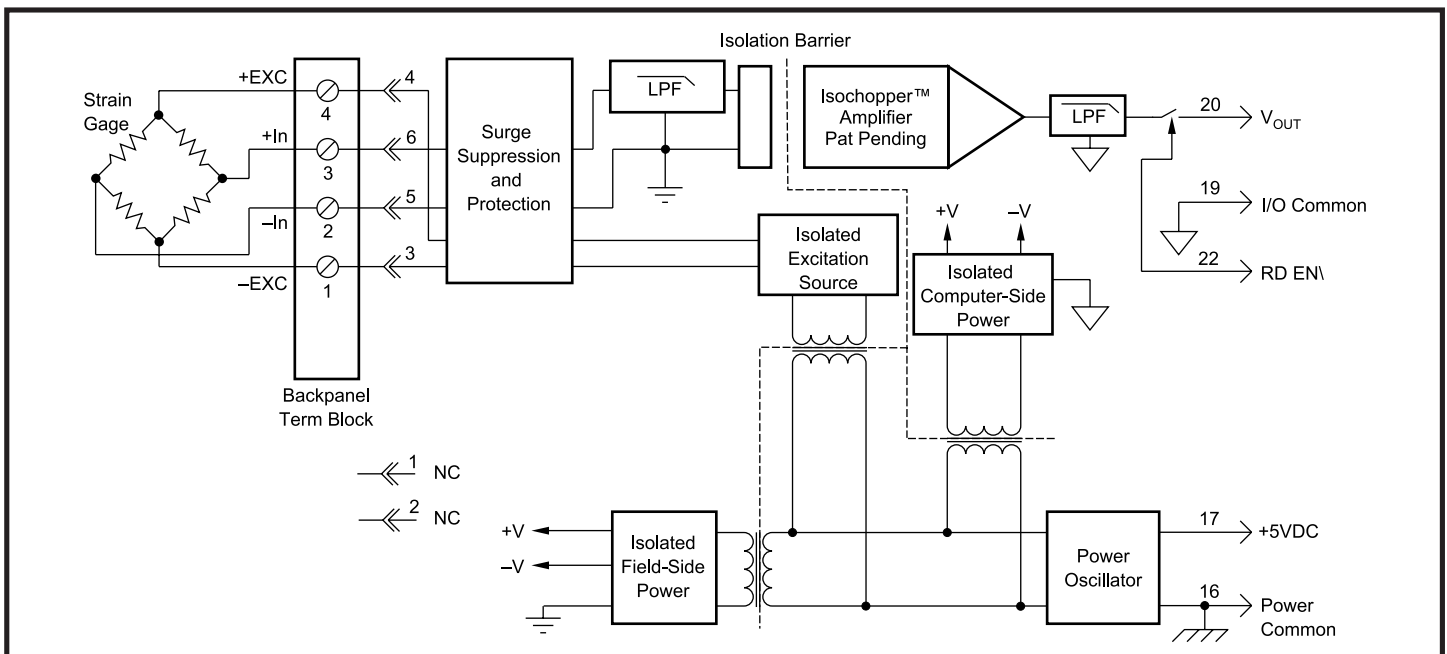 Isolation Barrier
+EXC
4
4
Strain
Gage
+In
6
3
–In
5
2
–EXC
3
1
Backpanel
Term Block
Surge
Suppression
and
Protection
LPF
Isochopper™
Amplifier
Pat Pending
LPF
20
VOUT
19
I/O Common
22
RD EN\
Isolated
Excitation
Source
+V
–V
Isolated
Computer-Side
Power
1
NC
2
NC
+V
–V
Isolated
Field-Side
Power
Power
Oscillator
17
+5VDC
16
Power
Common